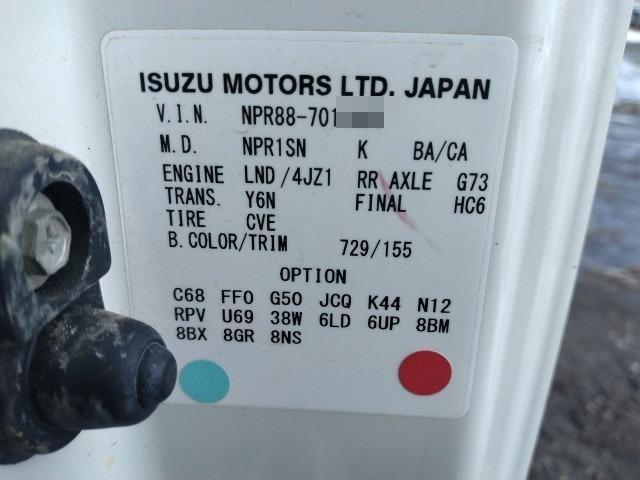 ISUZU MOTORS LTD. JAPAN
V.I.N. NPR88-701
M.D. NPR1SN K BA/CA
ENGINE LND/4JZ1 RR AXLE G73
TRANS. Y6N FINAL HC6
TIRE CVE
B.COLOR/TRIM 729/155
OPTION
C68 FF0 G50 JCQ K44 N12
RPV U69 38W 6LD 6UP 8BM
8BX 8GR 8NS